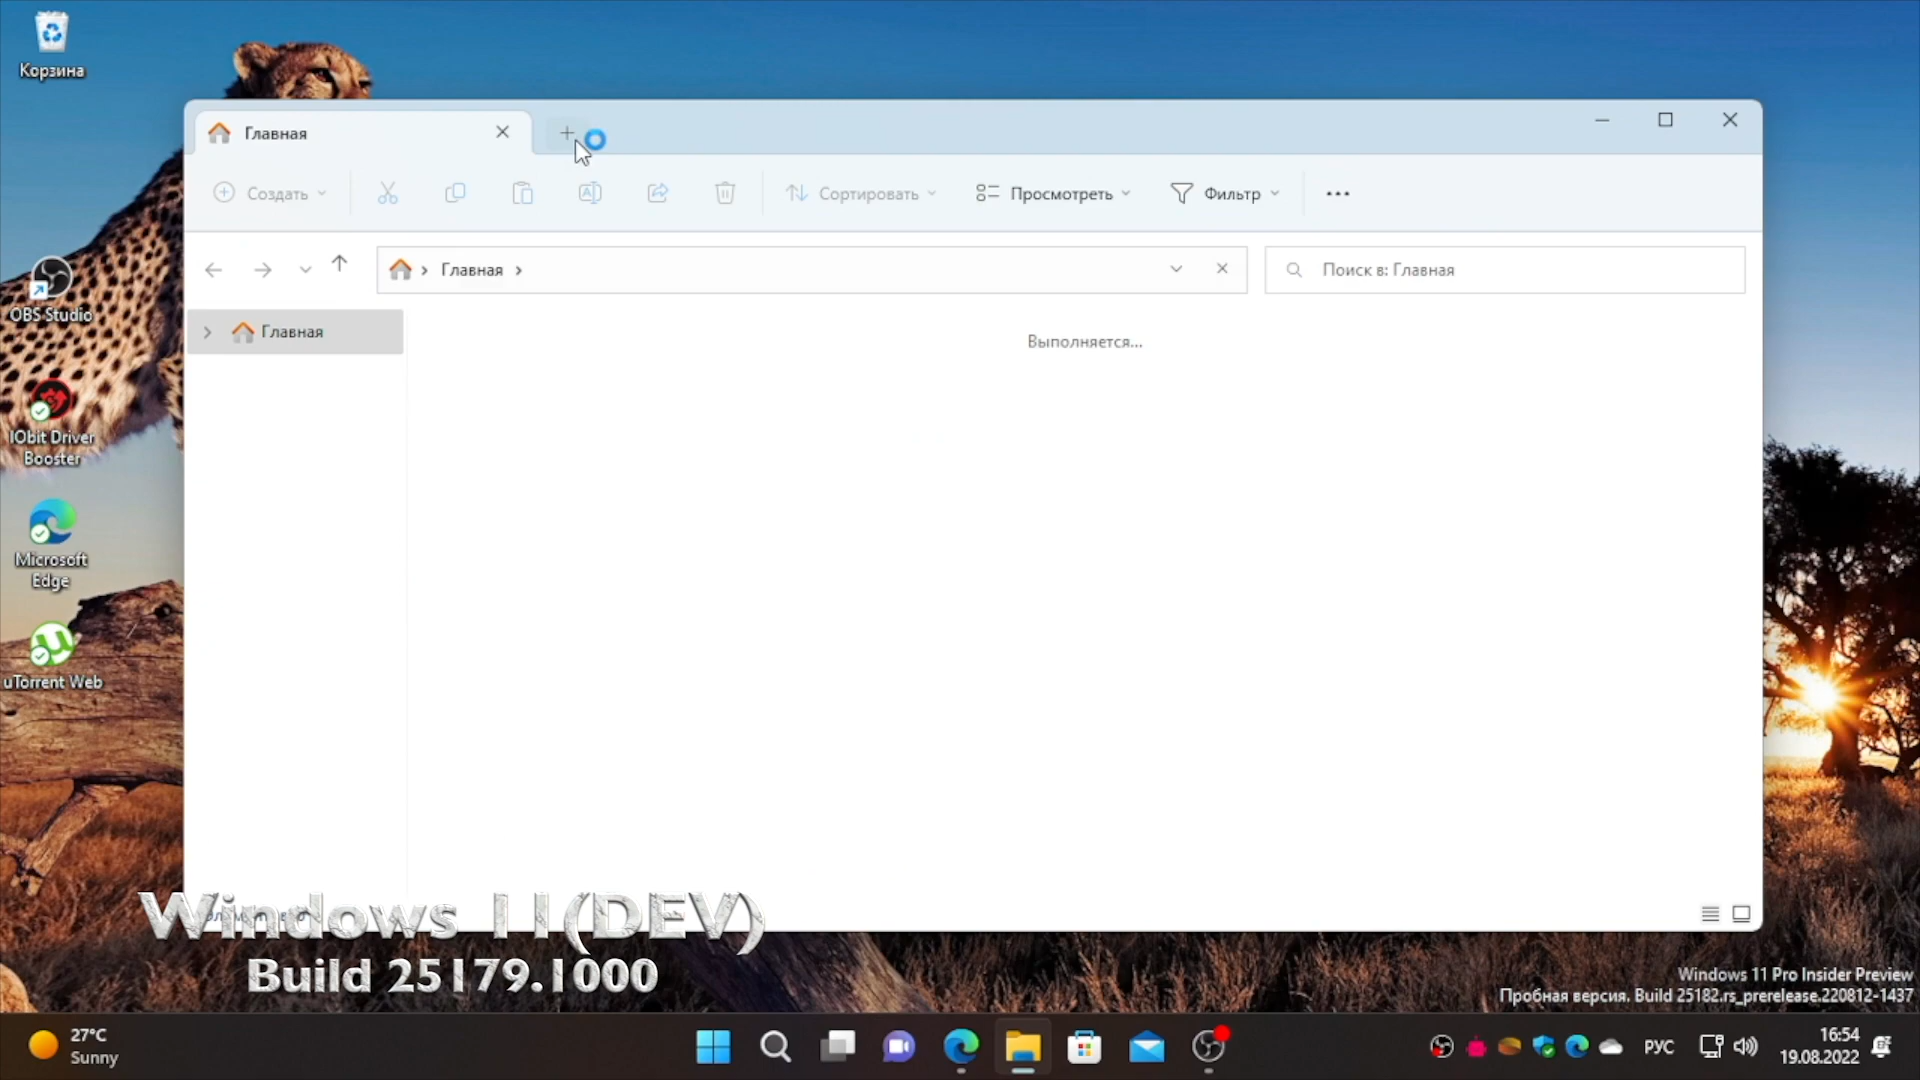 Корзина
Главная
Создать
Сортировать
Просмотреть
Фильтр
Главная
Поиск в: Главная
OBS Studio
Главная
Выполняется...
IObit Driver
Booster
Microsoft
Edge
uTorrent Web
Windows 11(DEV)
Build 25179.1000
Windows 11 Pro Insider Preview
Пробная версия. Build 25182.rs_prerelease.220812-1437
27°C
Sunny
РУС
16:54
19.08.2022